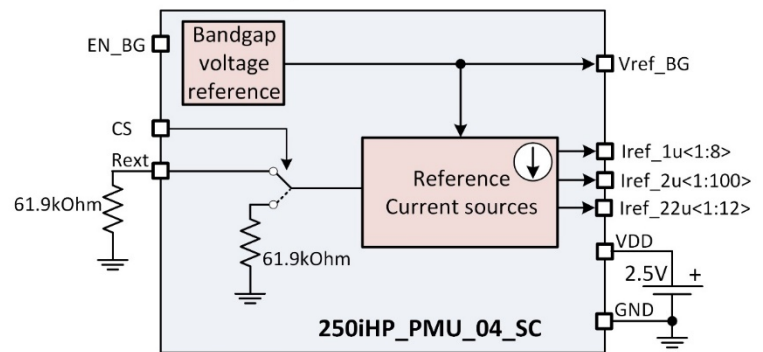 EN_BG
Bandgap
voltage
reference
Vref_BG
CS
Rext
61.9kOhm
61.9kOhm
Reference
Current sources
Iref_1u<1:8>
Iref_2u<1:100>
Iref_22u<1:12>
VDD
2.5V
+
GND
250iHP_PMU_04_SC